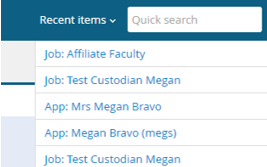 Recent items Quick search
Job: Affiliate Faculty
Job: Test Custodian Megan
App: Mrs Megan Bravo
App: Megan Bravo (megs)
Job: Test Custodian Megan